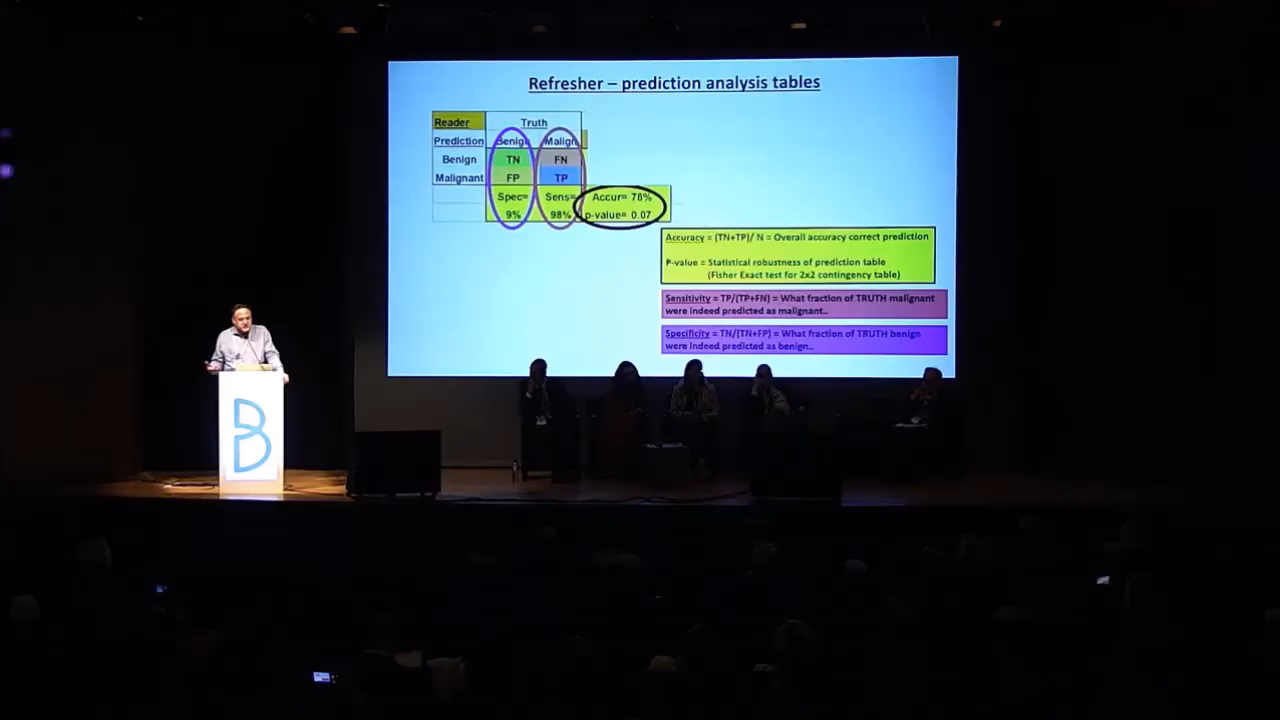 Refresher – prediction analysis tables
Reader Truth
Prediction Benign Malign
Benign TN FN
Malignant FP TP
Spec= Sens= Accur= 78%
9% 98% p-value= 0.07
Accuracy = (TN+TP)/ N = Overall accuracy correct prediction
P-value = Statistical robustness of prediction table
(Fisher Exact test for 2x2 contingency table)
Sensitivity = TP/(TP+FN) = What fraction of TRUTH malignant
were indeed predicted as malignant..
Specificity = TN/(TN+FP) = What fraction of TRUTH benign
were indeed predicted as benign..
B